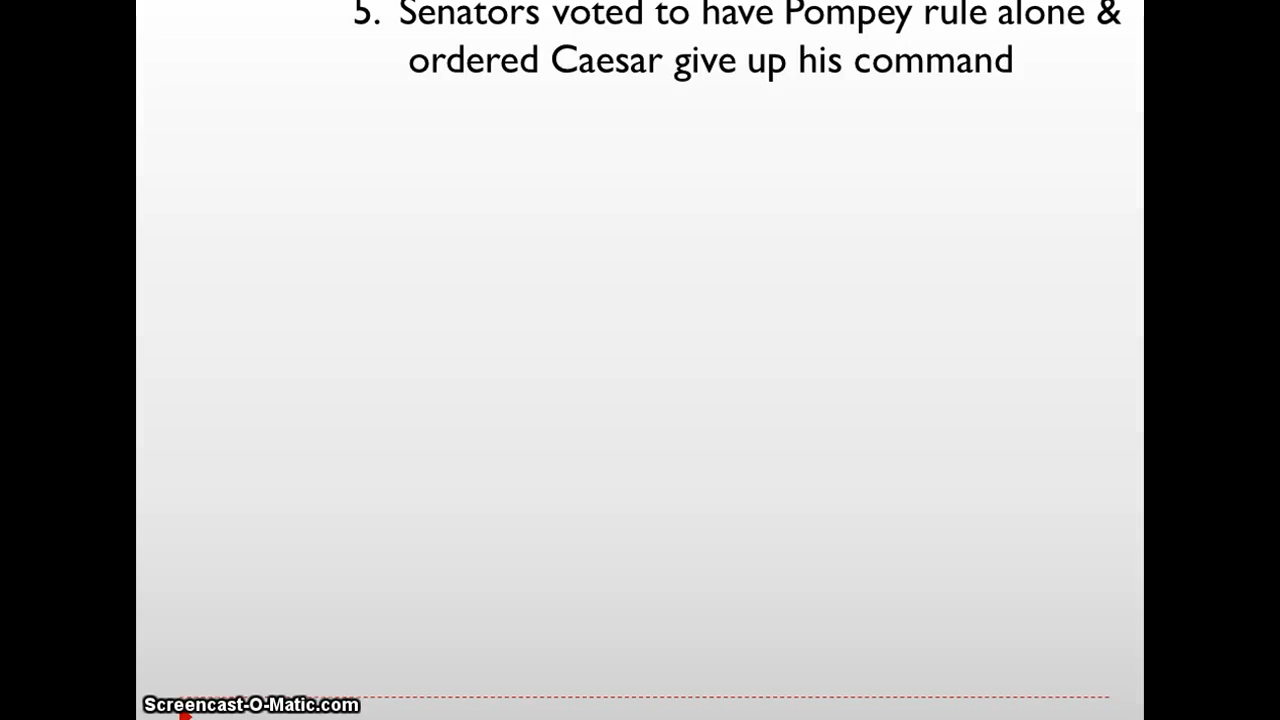 5. Senators voted to have Pompey rule alone &
ordered Caesar give up his command
Screencast-O-Matic.com